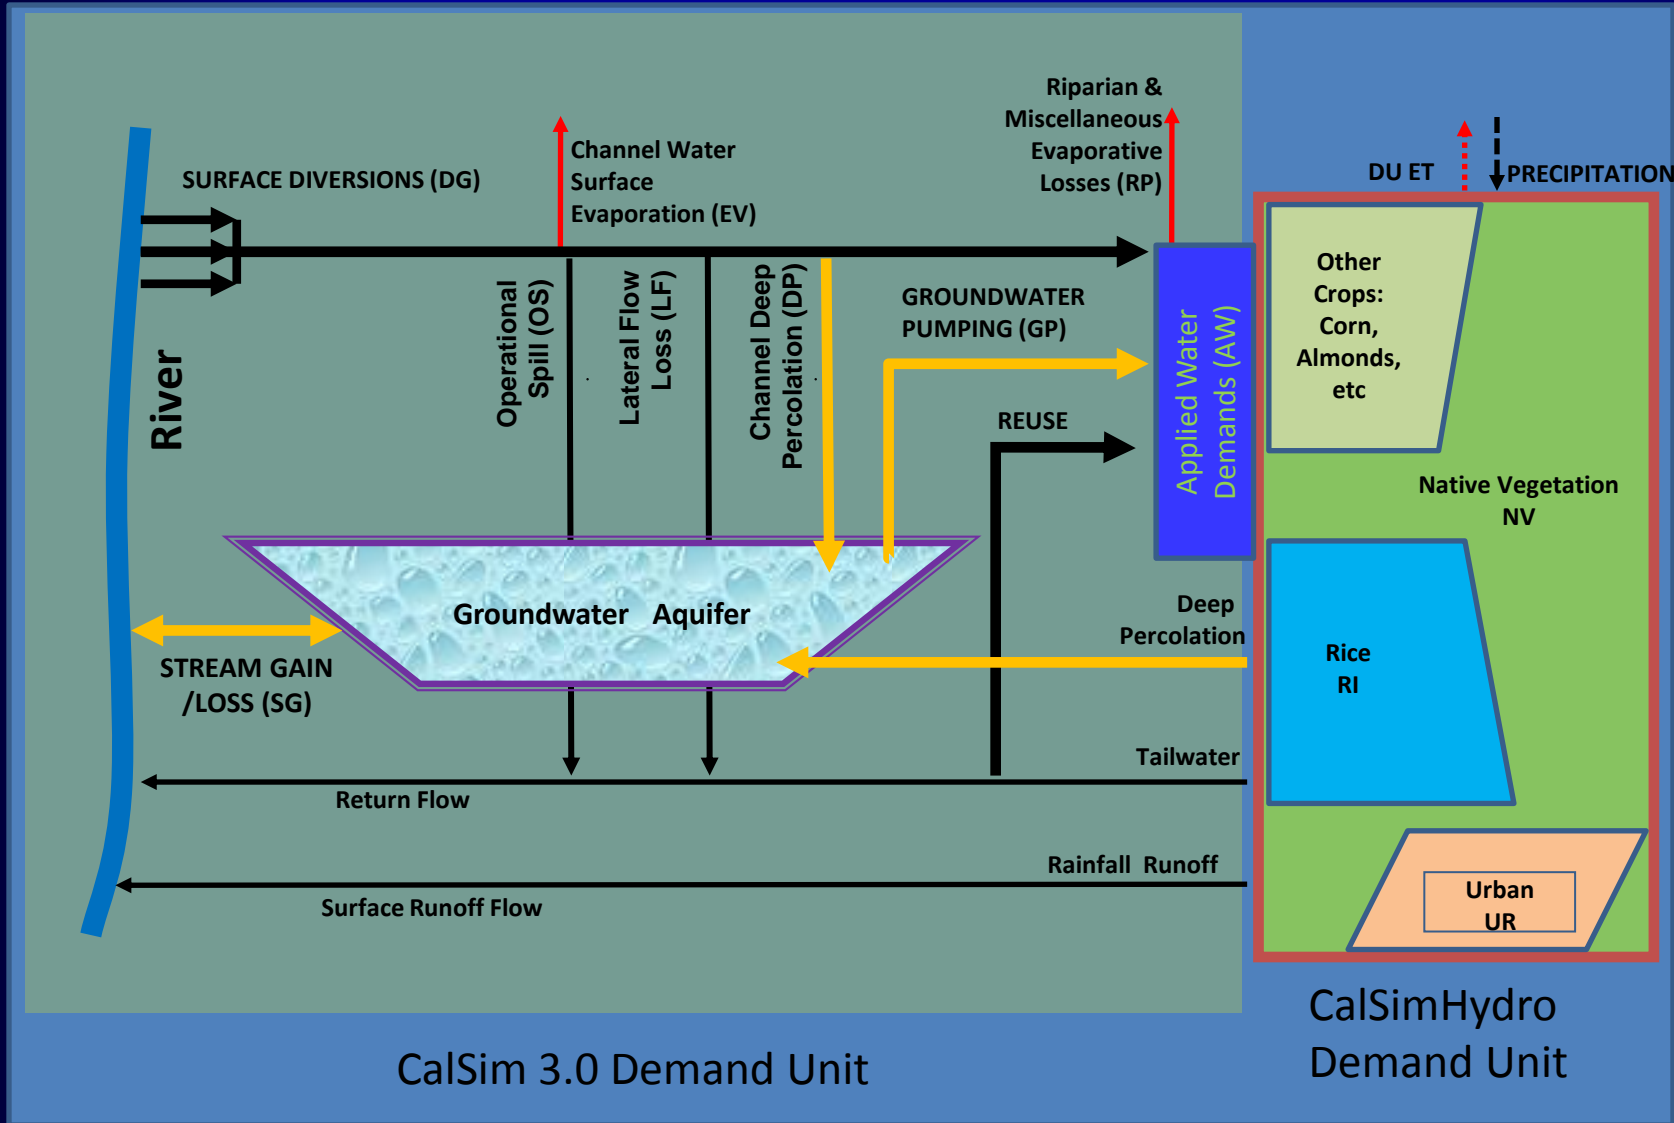 Riparian &
Miscellaneous
Evaporative
Losses (RP)
Channel Water
Surface
Evaporation (EV)
SURFACE DIVERSIONS (DG)
DU ET
PRECIPITATION
River
Operational
Spill (OS)
Lateral Flow
Loss (LF)
Channel Deep
Percolation (DP)
GROUNDWATER
PUMPING (GP)
REUSE
Applied Water
Demands (AW)
Other
Crops:
Corn,
Almonds,
etc
Native Vegetation
NV
Groundwater Aquifer
Deep
Percolation
Rice
RI
STREAM GAIN
/LOSS (SG)
Tailwater
Return Flow
Rainfall Runoff
Surface Runoff Flow
Urban
UR
CalSim 3.0 Demand Unit
CalSimHydro
Demand Unit